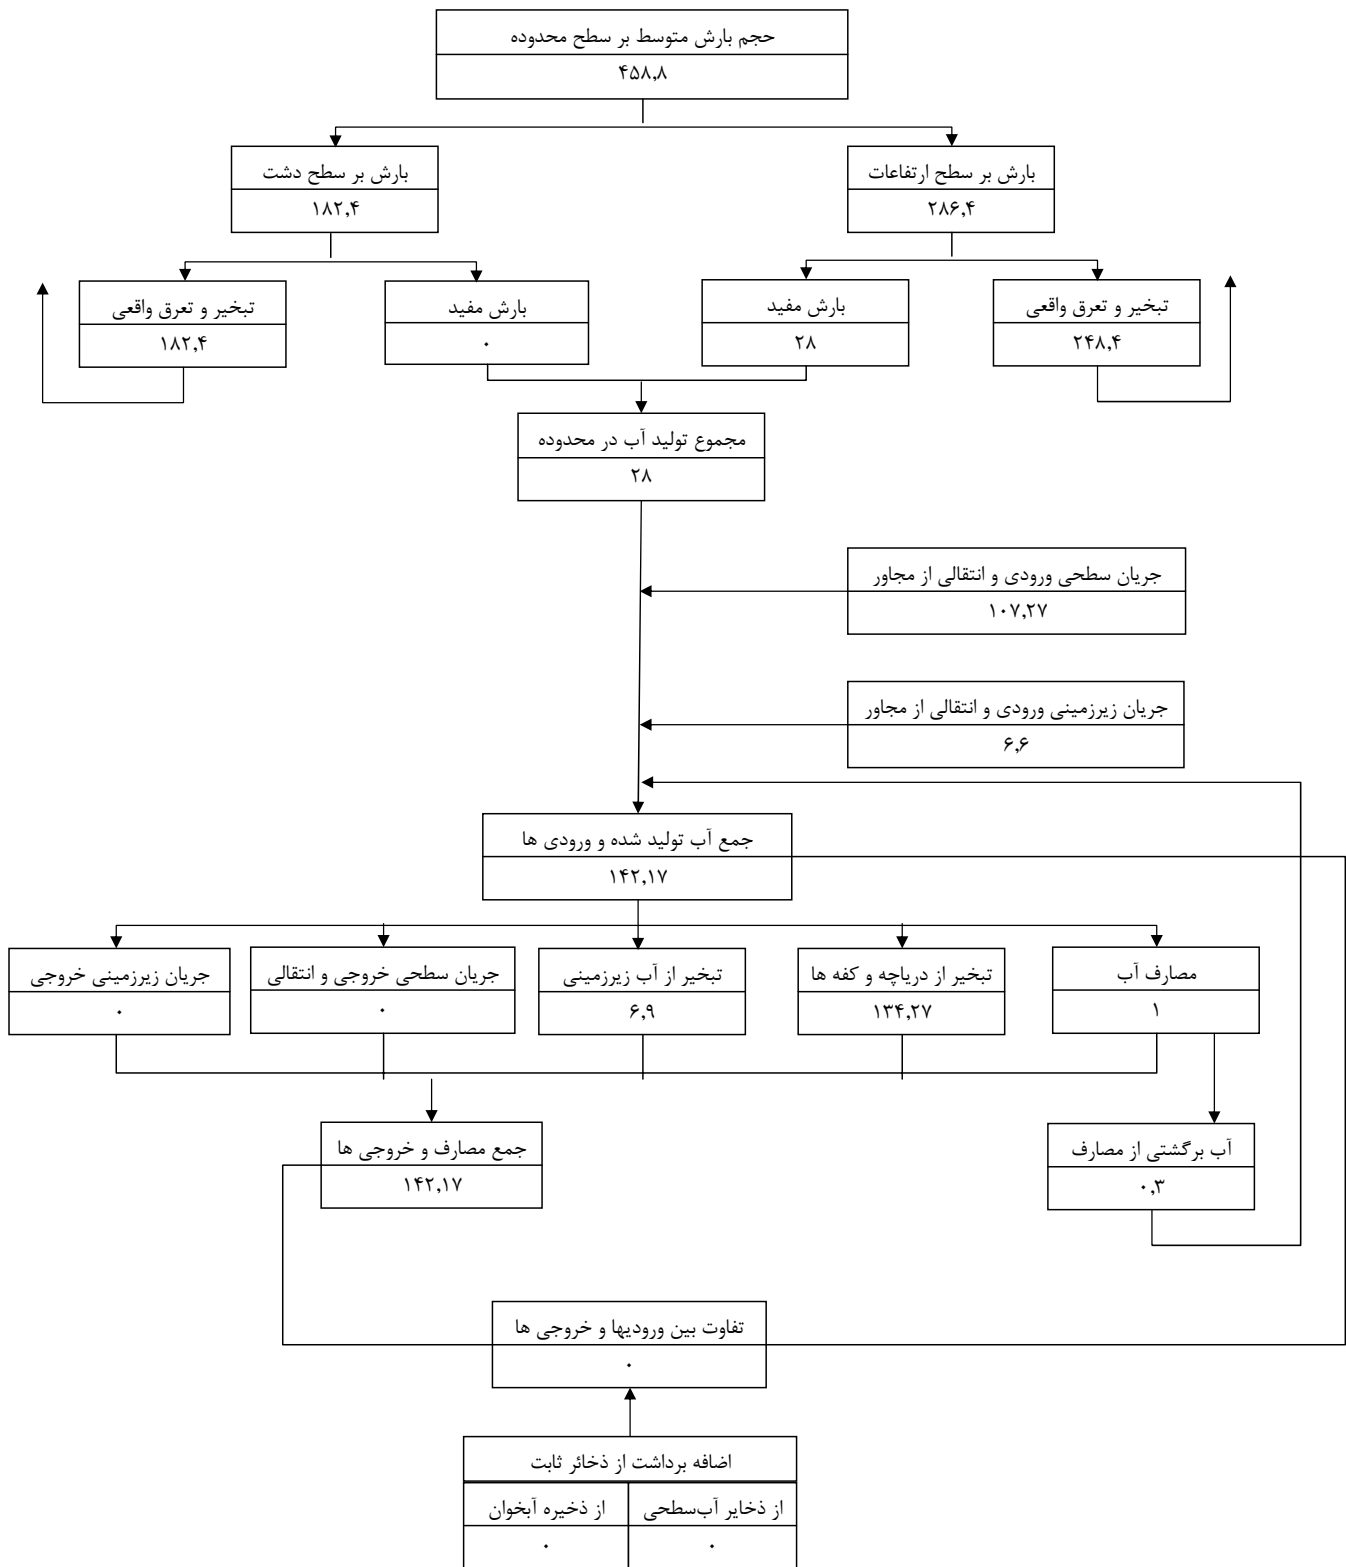 حجم بارش متوسط بر سطح محدوده
۴۵۸,۸
بارش بر سطح ارتفاعات
۲۸۶,۴
بارش بر سطح دشت
۱۸۲,۴
تبخیر و تعرق واقعی
۲۴۸,۴
بارش مفید
۲۸
بارش مفید
۰
تبخیر و تعرق واقعی
۱۸۲,۴
مجموع تولید آب در محدوده
۲۸
جریان سطحی ورودی و انتقالی از مجاور
۱۰۷,۲۷
جریان زیرزمینی ورودی و انتقالی از مجاور
۶,۶
جمع آب تولید شده و ورودی ها
۱۴۲,۱۷
مصارف آب
۱
تبخیر از دریاچه و کفه ها
۱۳۴,۲۷
تبخیر از آب زیرزمینی
۶,۹
جریان سطحی خروجی و انتقالی
۰
جریان زیرزمینی خروجی
۰
آب برگشتی از مصارف
۰,۳
جمع مصارف و خروجی ها
۱۴۲,۱۷
تفاوت بین ورودیها و خروجی ها
۰
اضافه برداشت از ذخائر ثابت
از ذخایر آب‌سطحی
۰
از ذخیره آبخوان
۰